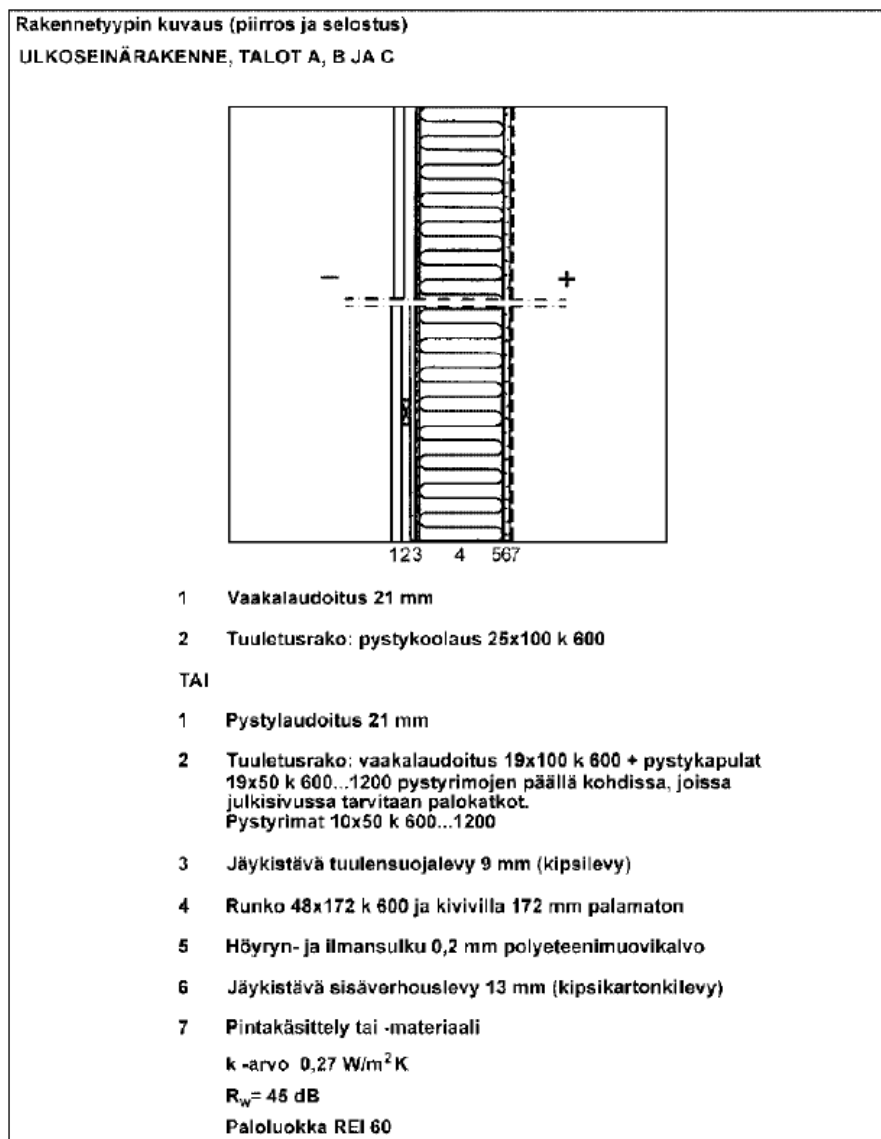 Rakennetyypin kuvaus (piirros ja selostus)
ULKOSEINÄRAKENNE, TALOT A, B JA C
– +
123 4 567
1 Vaakalaudoitus 21 mm
2 Tuuletusrako: pystykoolaus 25x100 k 600
TAI
1 Pystylaudoitus 21 mm
2 Tuuletusrako: vaakalaudoitus 19x100 k 600 + pystykapulat
19x50 k 600...1200 pystyrimojen päällä kohdissa, joissa
julkisivussa tarvitaan palokatkot.
Pystyrimat 10x50 k 600...1200
3 Jäykistävä tuulensuojalevy 9 mm (kipsilevy)
4 Runko 48x172 k 600 ja kivivilla 172 mm palamaton
5 Höyryn- ja ilmansulku 0,2 mm polyeteenimuovikalvo
6 Jäykistävä sisäverhouslevy 13 mm (kipsikartonkilevy)
7 Pintakäsittely tai -materiaali
k -arvo 0,27 W/m² K
Rw= 45 dB
Paloluokka REI 60